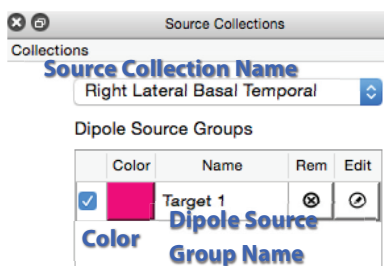 Source Collections
Collections
Source Collection Name
Right Lateral Basal Temporal
Dipole Source Groups
Color Name Rem Edit
Target 1
Dipole Source
Color
Group Name